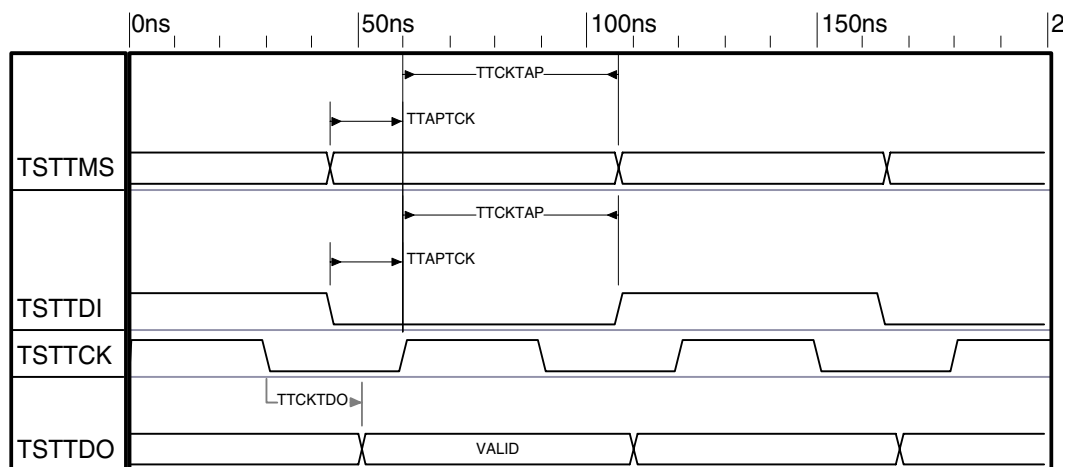 0ns 50ns 100ns 150ns 2
TTCKTAP
TTAPTCK
TSTTMS
TTCKTAP
TTAPTCK
TSTTDI
TSTTCK
TTCKTDO
TSTTDO VALID